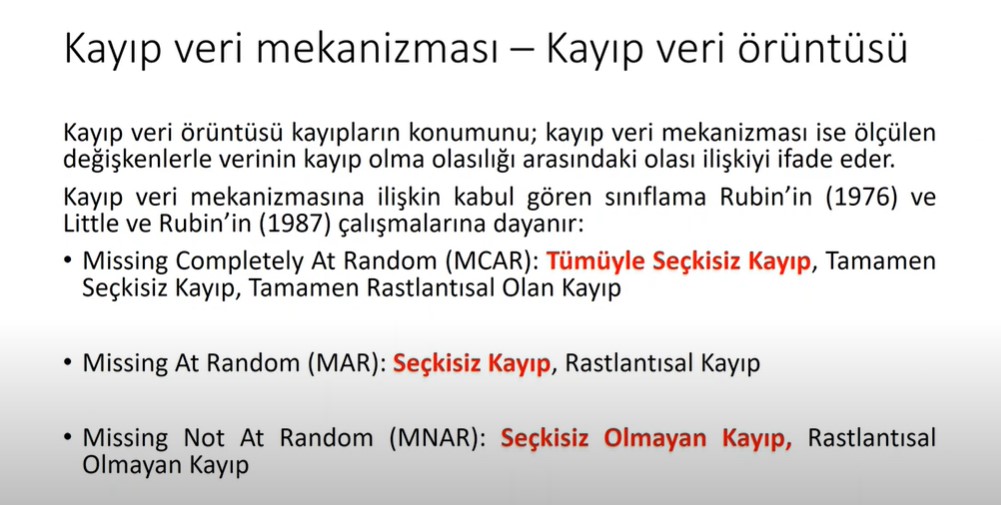 Kayıp veri mekanizması – Kayıp veri örüntüsü
Kayıp veri örüntüsü kayıpların konumunu; kayıp veri mekanizması ise ölçülen
değişkenlerle verinin kayıp olma olasılığı arasındaki olası ilişkiyi ifade eder.
Kayıp veri mekanizmasına ilişkin kabul gören sınıflama Rubin’in (1976) ve
Little ve Rubin’in (1987) çalışmalarına dayanır:
• Missing Completely At Random (MCAR): Tümüyle Seçkisiz Kayıp, Tamamen
Seçkisiz Kayıp, Tamamen Rastlantısal Olan Kayıp
• Missing At Random (MAR): Seçkisiz Kayıp, Rastlantısal Kayıp
• Missing Not At Random (MNAR): Seçkisiz Olmayan Kayıp, Rastlantısal
Olmayan Kayıp